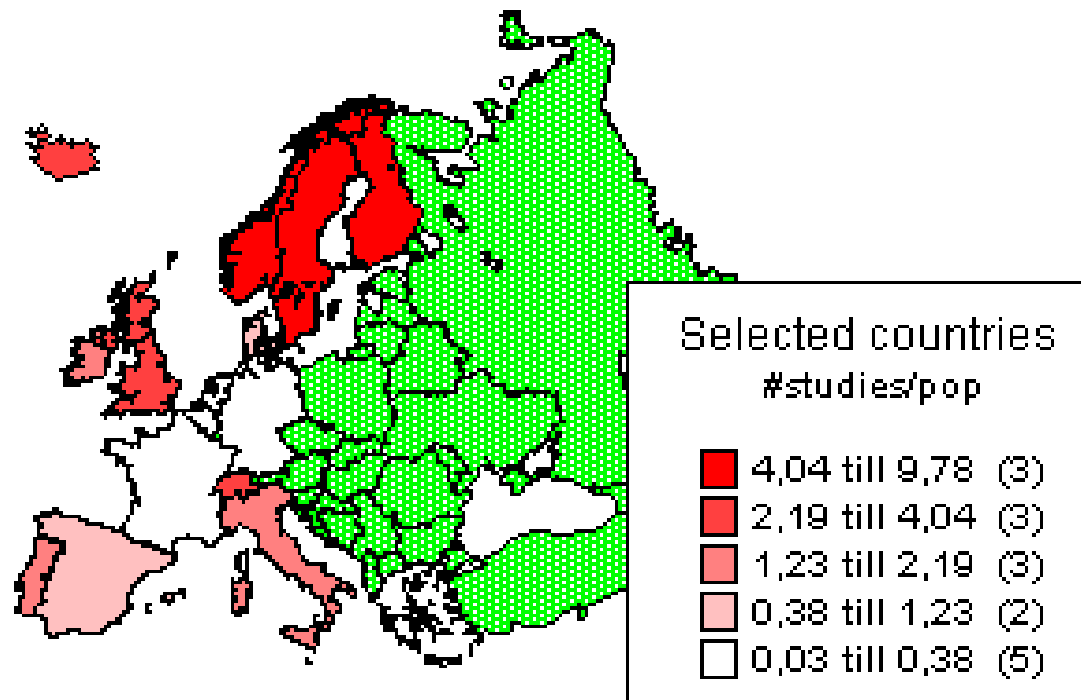 Selected countries
#studies/pop
4,04 till 9,78 (3)
2,19 till 4,04 (3)
1,23 till 2,19 (3)
0,38 till 1,23 (2)
0,03 till 0,38 (5)